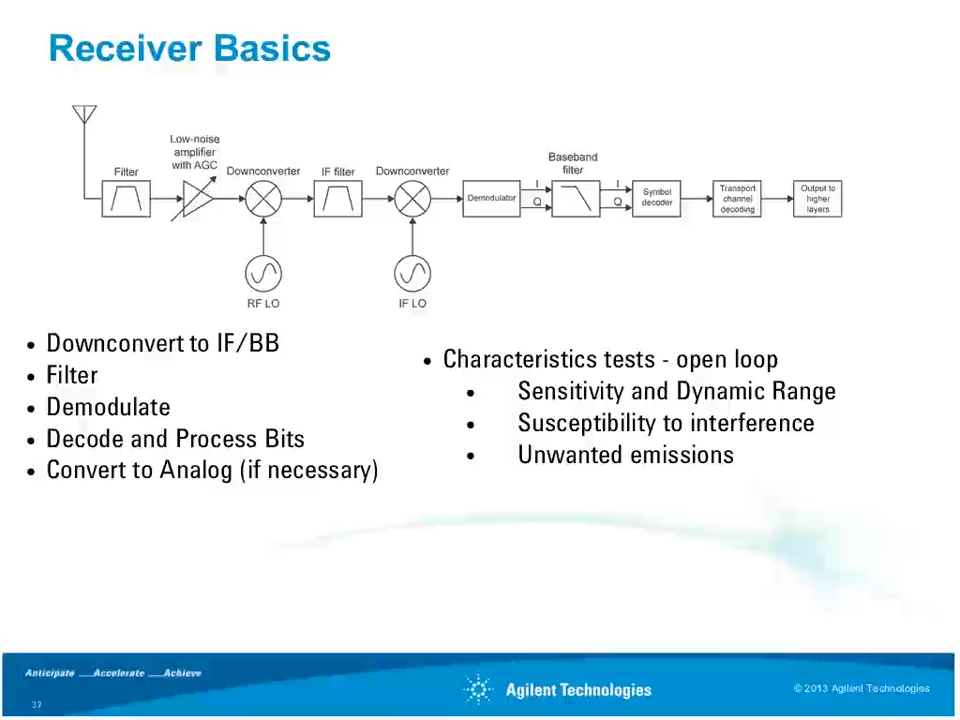 Receiver Basics
Low-noise
amplifier
with AGC
Filter
Downconverter
IF filter
Downconverter
Baseband
filter
Demodulator
I
Q
I
Q
Symbol
decoder
Transport
channel
decoding
Output to
higher
layers
RF LO
IF LO
• Downconvert to IF/BB
• Filter
• Demodulate
• Decode and Process Bits
• Convert to Analog (if necessary)
• Characteristics tests - open loop
• Sensitivity and Dynamic Range
• Susceptibility to interference
• Unwanted emissions
Anticipate __Accelerate __Achieve
Agilent Technologies
© 2013 Agilent Technologies
37